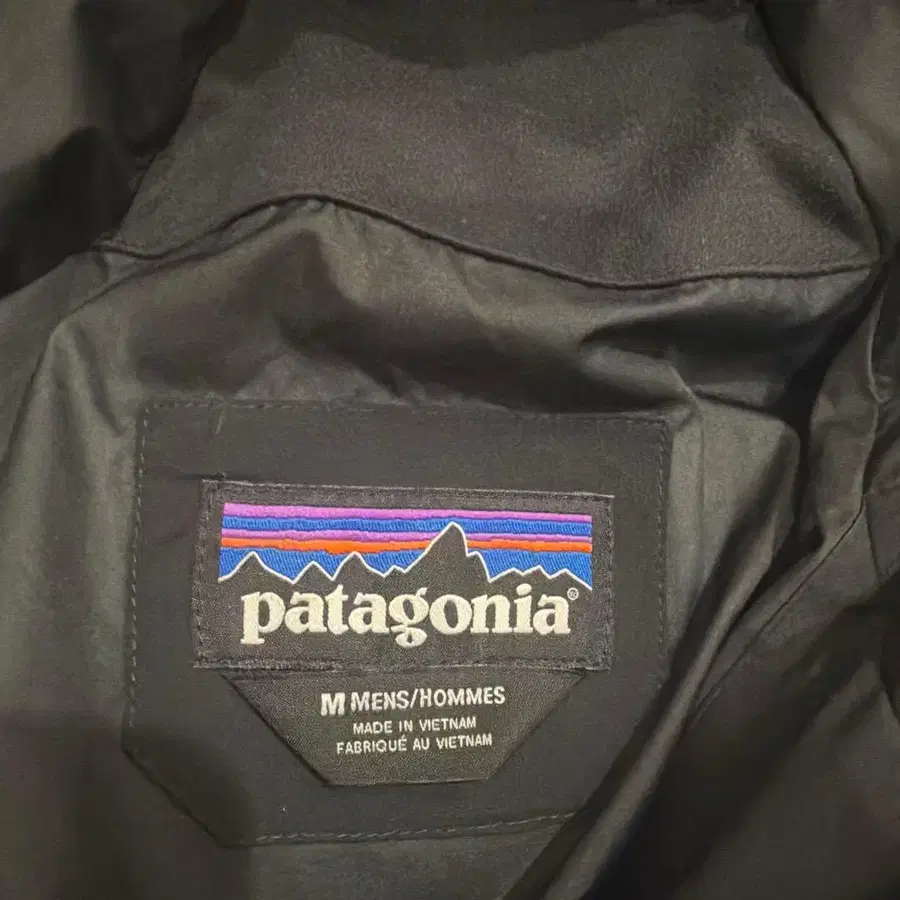 patagonia®
M MENS/HOMMES
MADE IN VIETNAM
FABRIQUÉ AU VIETNAM